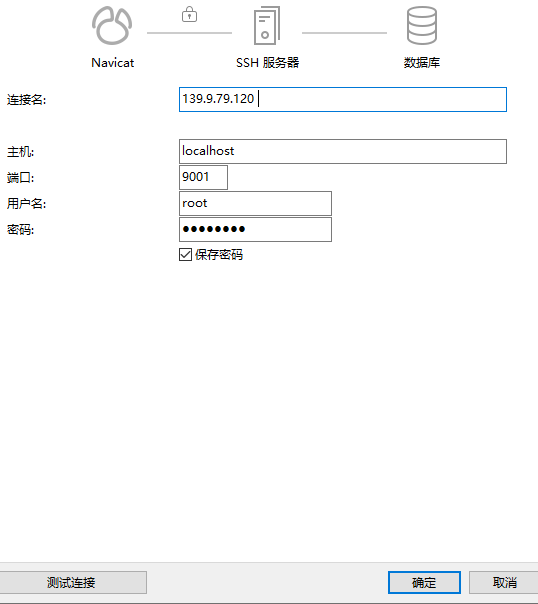 Navicat SSH 服务器 数据库
连接名: 139.9.79.120
主机: localhost
端口: 9001
用户名: root
密码: ●●●●●●●●
保存密码
测试连接 确定 取消